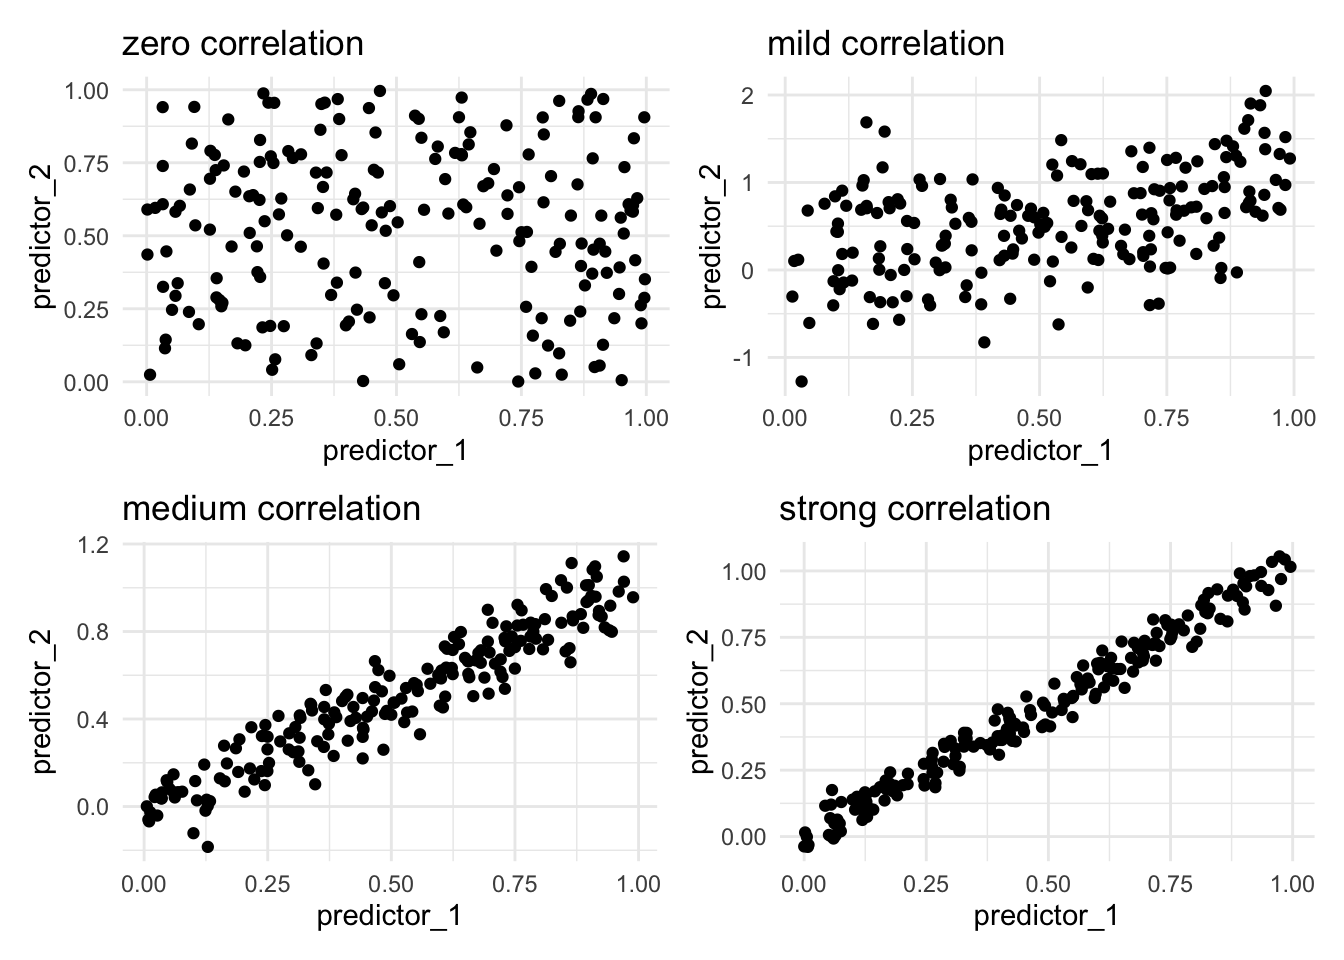 zero correlation
1.00
0.75
0.50
0.25
0.00
predictor_2
0.00 0.25 0.50 0.75 1.00
predictor_1
mild correlation
2
1
0
-1
predictor_2
0.00 0.25 0.50 0.75 1.00
predictor_1
medium correlation
1.2
0.8
0.4
0.0
predictor_2
0.00 0.25 0.50 0.75 1.00
predictor_1
strong correlation
1.00
0.75
0.50
0.25
0.00
predictor_2
0.00 0.25 0.50 0.75 1.00
predictor_1